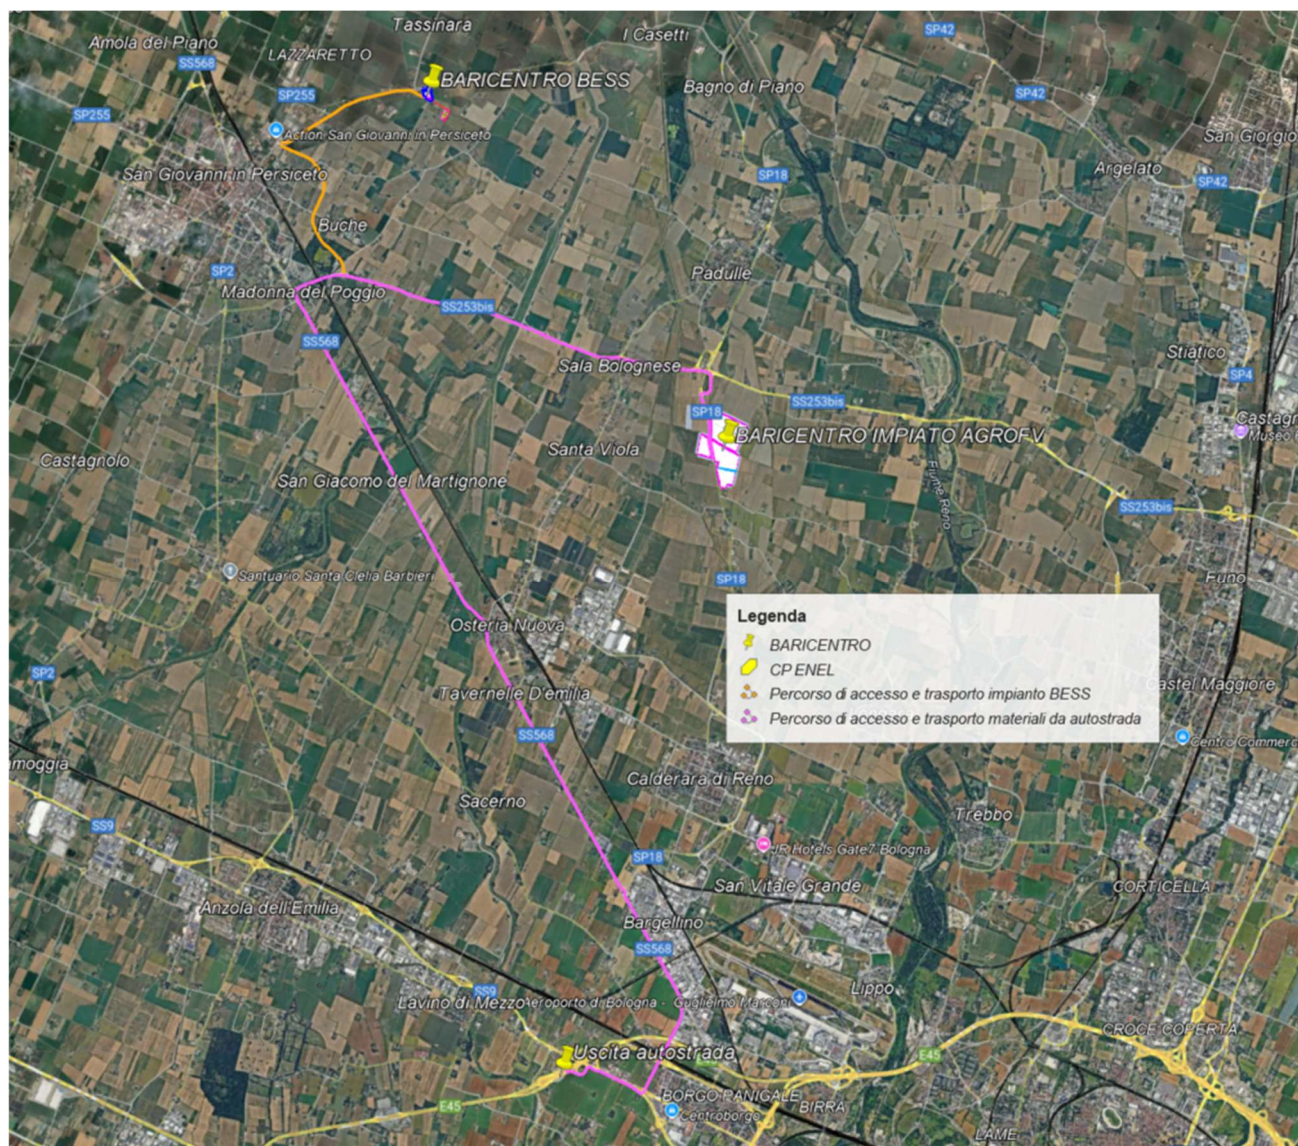 Tassinara
SP42
Amola del Piano
I Casetti
LAZZARETTO
SS568
BARICENTRO BESS
Bagno di Piano
SP255
SP42
SP255
Action San Giovanni in Persiceto
San Giorgio
Argelato
San Giovanni in Persiceto
SP18
SP42
Buche
SP2
Padulle
Madonna del Poggio
SS253bis
SS568
Stiatico
Sala Bolognese
SP4
SS253bis
SP18
Castagn
Museo
BARICENTRO IMPIATO AGROFV
Santa Viola
Castagnolo
San Giacomo del Martignone
Fiume Reno
SS253bis
Santuario Santa Clelia Barbieri
SP18
Funo
Legenda
BARICENTRO
CP ENEL
Percorso di accesso e trasporto impianto BESS
Percorso di accesso e trasporto materiali da autostrada
Osteria Nuova
SP2
Tavernelle D'emilia
Castel Maggiore
SS568
Centro Commerc
moggia
Calderara di Reno
Sacerno
Trebbo
SS9
JR Hotels Gate7 Bologna
SP18
San Vitale Grande
CORTICELLA
Anzola dell'Emilia
Bargellino
SS568
SS9
Lippo
Lavino di Mezzo
Aeroporto di Bologna - Guglielmo Marconi
CROCE COPERTA
Uscita autostrada
E45
BORGO PANIGALE
E45
BIRRA
Centroborgo
LAME